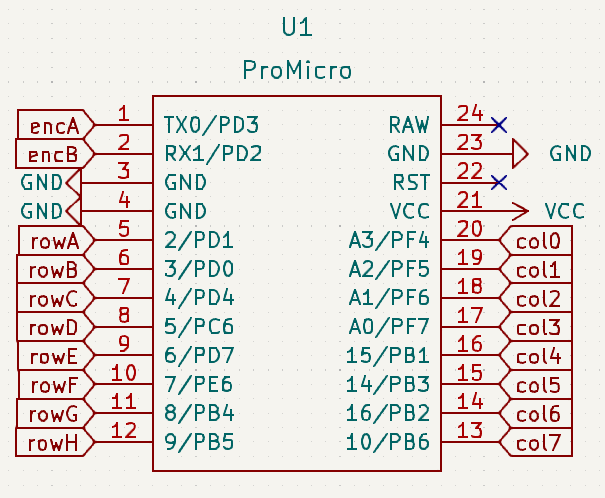 U1
ProMicro
encA 1 TX0/PD3 RAW 24
encB 2 RX1/PD2 GND 23 GND
GND 3 GND RST 22
GND 4 GND VCC 21 VCC
rowA 5 2/PD1 A3/PF4 20 col0
rowB 6 3/PD0 A2/PF5 19 col1
rowC 7 4/PD4 A1/PF6 18 col2
rowD 8 5/PC6 A0/PF7 17 col3
rowE 9 6/PD7 15/PB1 16 col4
rowF 10 7/PE6 14/PB3 15 col5
rowG 11 8/PB4 16/PB2 14 col6
rowH 12 9/PB5 10/PB6 13 col7